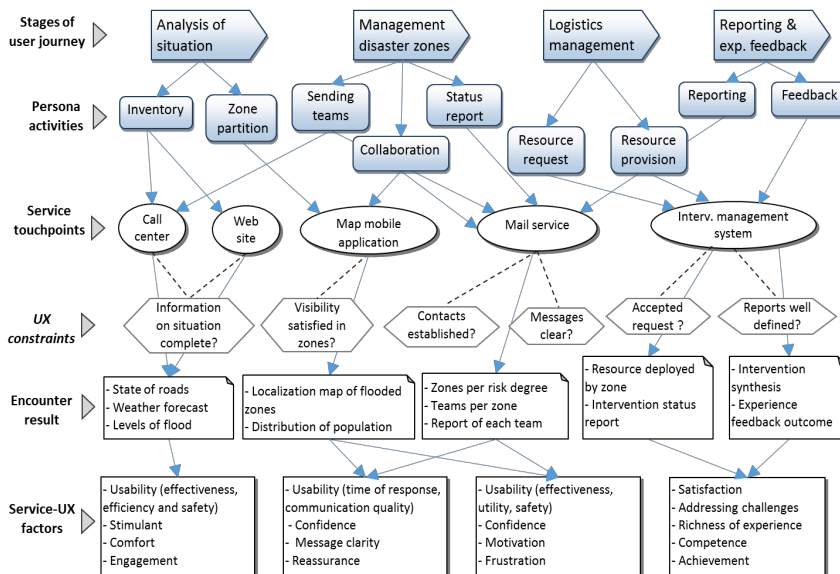 Stages of
user journey
Analysis of
situation
Management
disaster zones
Logistics
management
Reporting &
exp. feedback
Persona
activities
Inventory
Zone
partition
Sending
teams
Collaboration
Status
report
Resource
request
Resource
provision
Reporting
Feedback
Service
touchpoints
Call
center
Web
site
Map mobile
application
Mail service
Interv. management
system
UX
constraints
Information
on situation
complete?
Visibility
satisfied in
zones?
Contacts
established?
Messages
clear?
Accepted
request ?
Reports well
defined?
Encounter
result
- State of roads
- Weather forecast
- Levels of flood
- Localization map of flooded
zones
- Distribution of population
- Zones per risk degree
- Teams per zone
- Report of each team
- Resource deployed
by zone
- Intervention status
report
- Intervention
synthesis
- Experience
feedback outcome
Service-UX
factors
- Usability (effectiveness,
efficiency and safety)
- Stimulant
- Comfort
- Engagement
- Usability (time of response,
communication quality)
- Confidence
- Message clarity
- Reassurance
- Usability (effectiveness,
utility, safety)
- Confidence
- Motivation
- Frustration
- Satisfaction
- Addressing challenges
- Richness of experience
- Competence
- Achievement